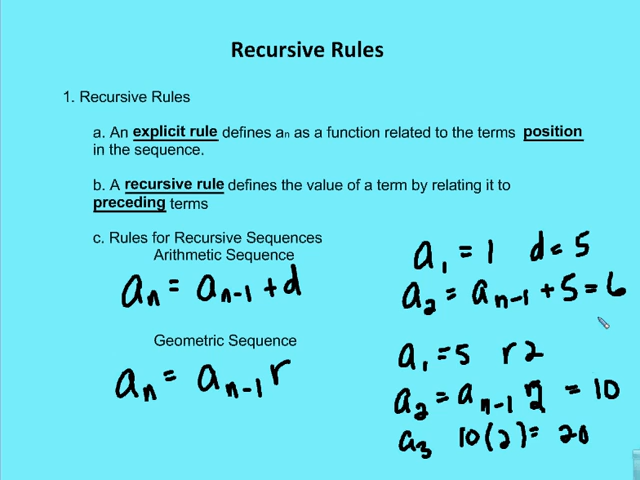 Recursive Rules
1. Recursive Rules
a. An explicit rule defines aₙ as a function related to the terms position
in the sequence.
b. A recursive rule defines the value of a term by relating it to
preceding terms
c. Rules for Recursive Sequences
Arithmetic Sequence
aₙ = aₙ₋₁ + d
Geometric Sequence
aₙ = aₙ₋₁ r
a₁ = 1 d = 5
a₂ = aₙ₋₁ + 5 = 6
a₁ = 5 r 2
a₂ = aₙ₋₁ 2 = 10
a₃ 10(2) = 20